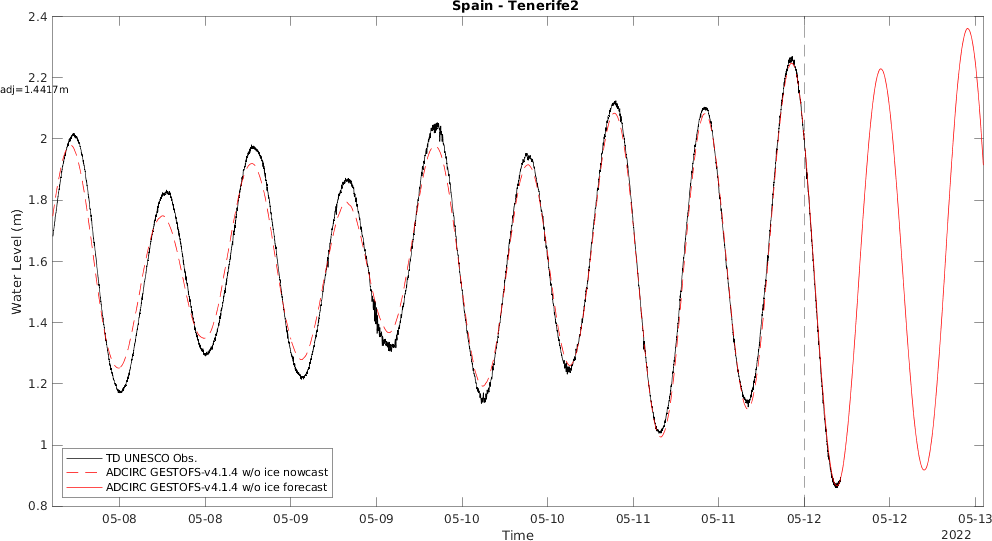 Spain - Tenerife2
2.4
2.2
adj=1.4417m
2
1.8
1.6
1.4
1.2
1
0.8
Water Level (m)
TD UNESCO Obs.
ADCIRC GESTOFS-v4.1.4 w/o ice nowcast
ADCIRC GESTOFS-v4.1.4 w/o ice forecast
05-08 05-08 05-09 05-09 05-10 05-10 05-11 05-11 05-12 05-12 05-13
Time
2022